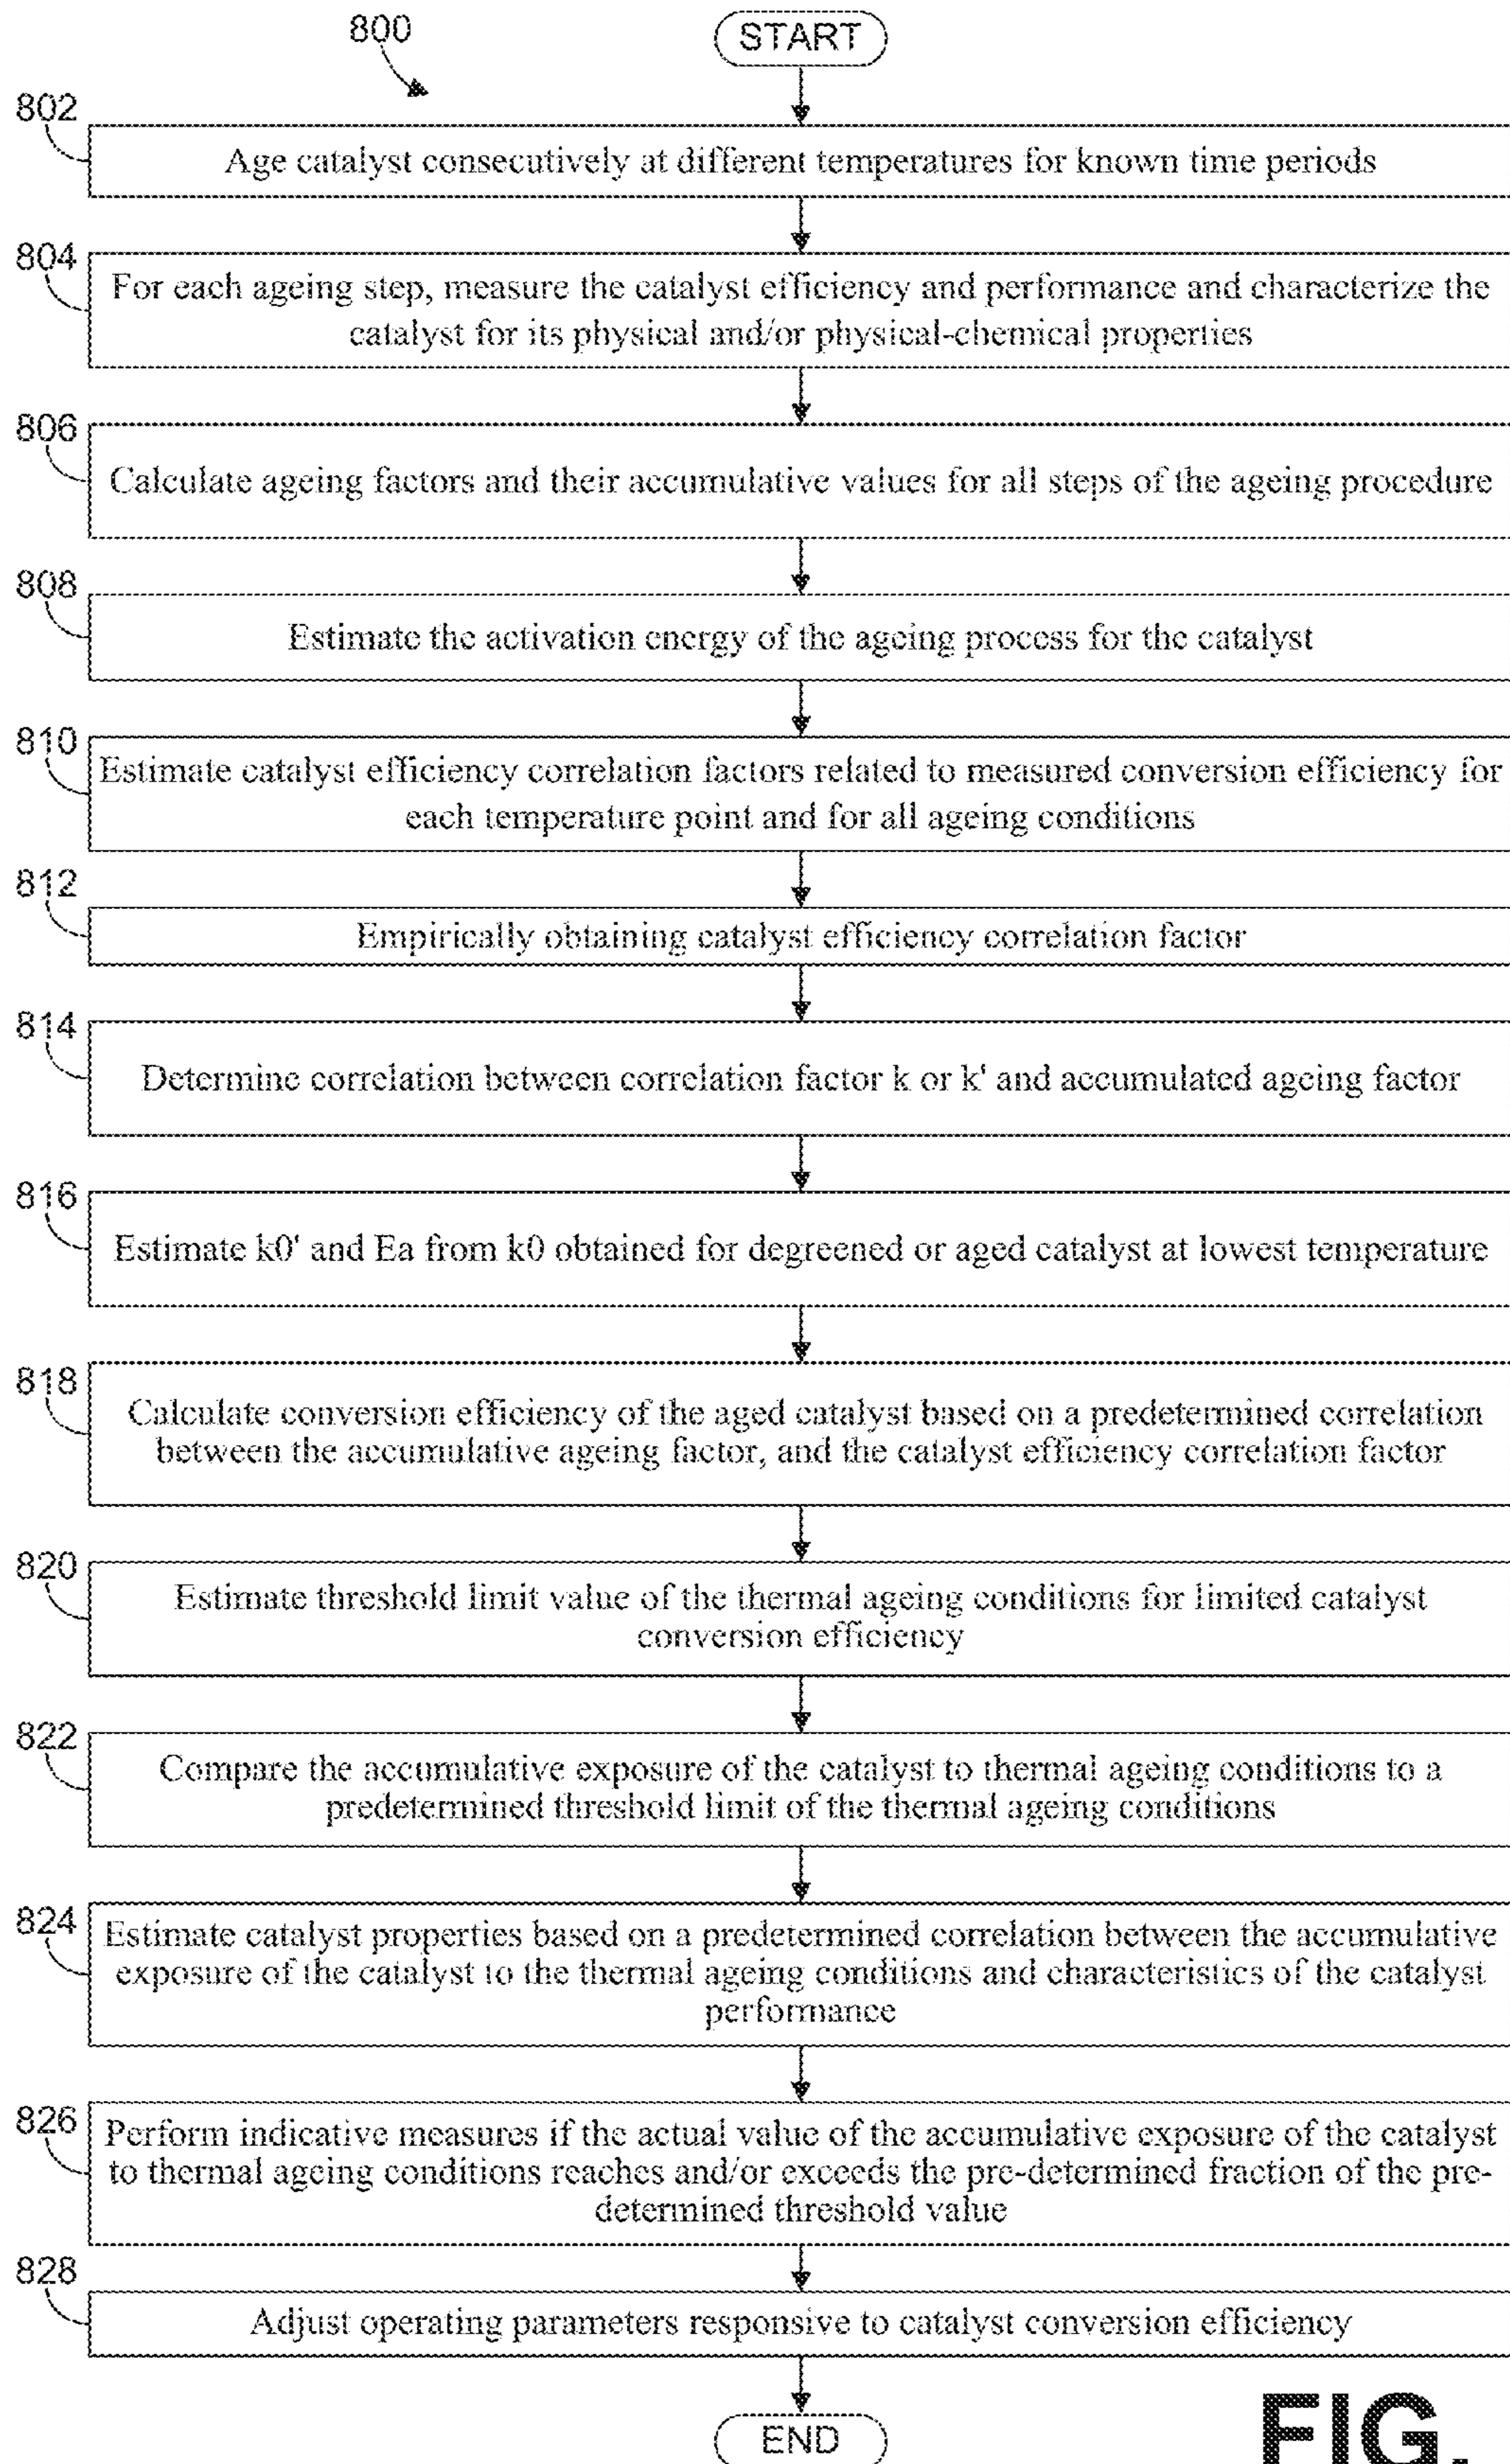 800
START
802
Age catalyst consecutively at different temperatures for known time periods
804
For each ageing step, measure the catalyst efficiency and performance and characterize the
catalyst for its physical and/or physical-chemical properties
806
Calculate ageing factors and their accumulative values for all steps of the ageing procedure
808
Estimate the activation energy of the ageing process for the catalyst
810
Estimate catalyst efficiency correlation factors related to measured conversion efficiency for
each temperature point and for all ageing conditions
812
Empirically obtaining catalyst efficiency correlation factor
814
Determine correlation between correlation factor k or k' and accumulated ageing factor
816
Estimate k0' and Ea from k0 obtained for degreened or aged catalyst at lowest temperature
818
Calculate conversion efficiency of the aged catalyst based on a predetermined correlation
between the accumulative ageing factor, and the catalyst efficiency correlation factor
820
Estimate threshold limit value of the thermal ageing conditions for limited catalyst
conversion efficiency
822
Compare the accumulative exposure of the catalyst to thermal ageing conditions to a
predetermined threshold limit of the thermal ageing conditions
824
Estimate catalyst properties based on a predetermined correlation between the accumulative
exposure of the catalyst to the thermal ageing conditions and characteristics of the catalyst
performance
826
Perform indicative measures if the actual value of the accumulative exposure of the catalyst
to thermal ageing conditions reaches and/or exceeds the pre-determined fraction of the pre-
determined threshold value
828
Adjust operating parameters responsive to catalyst conversion efficiency
END
FIG.